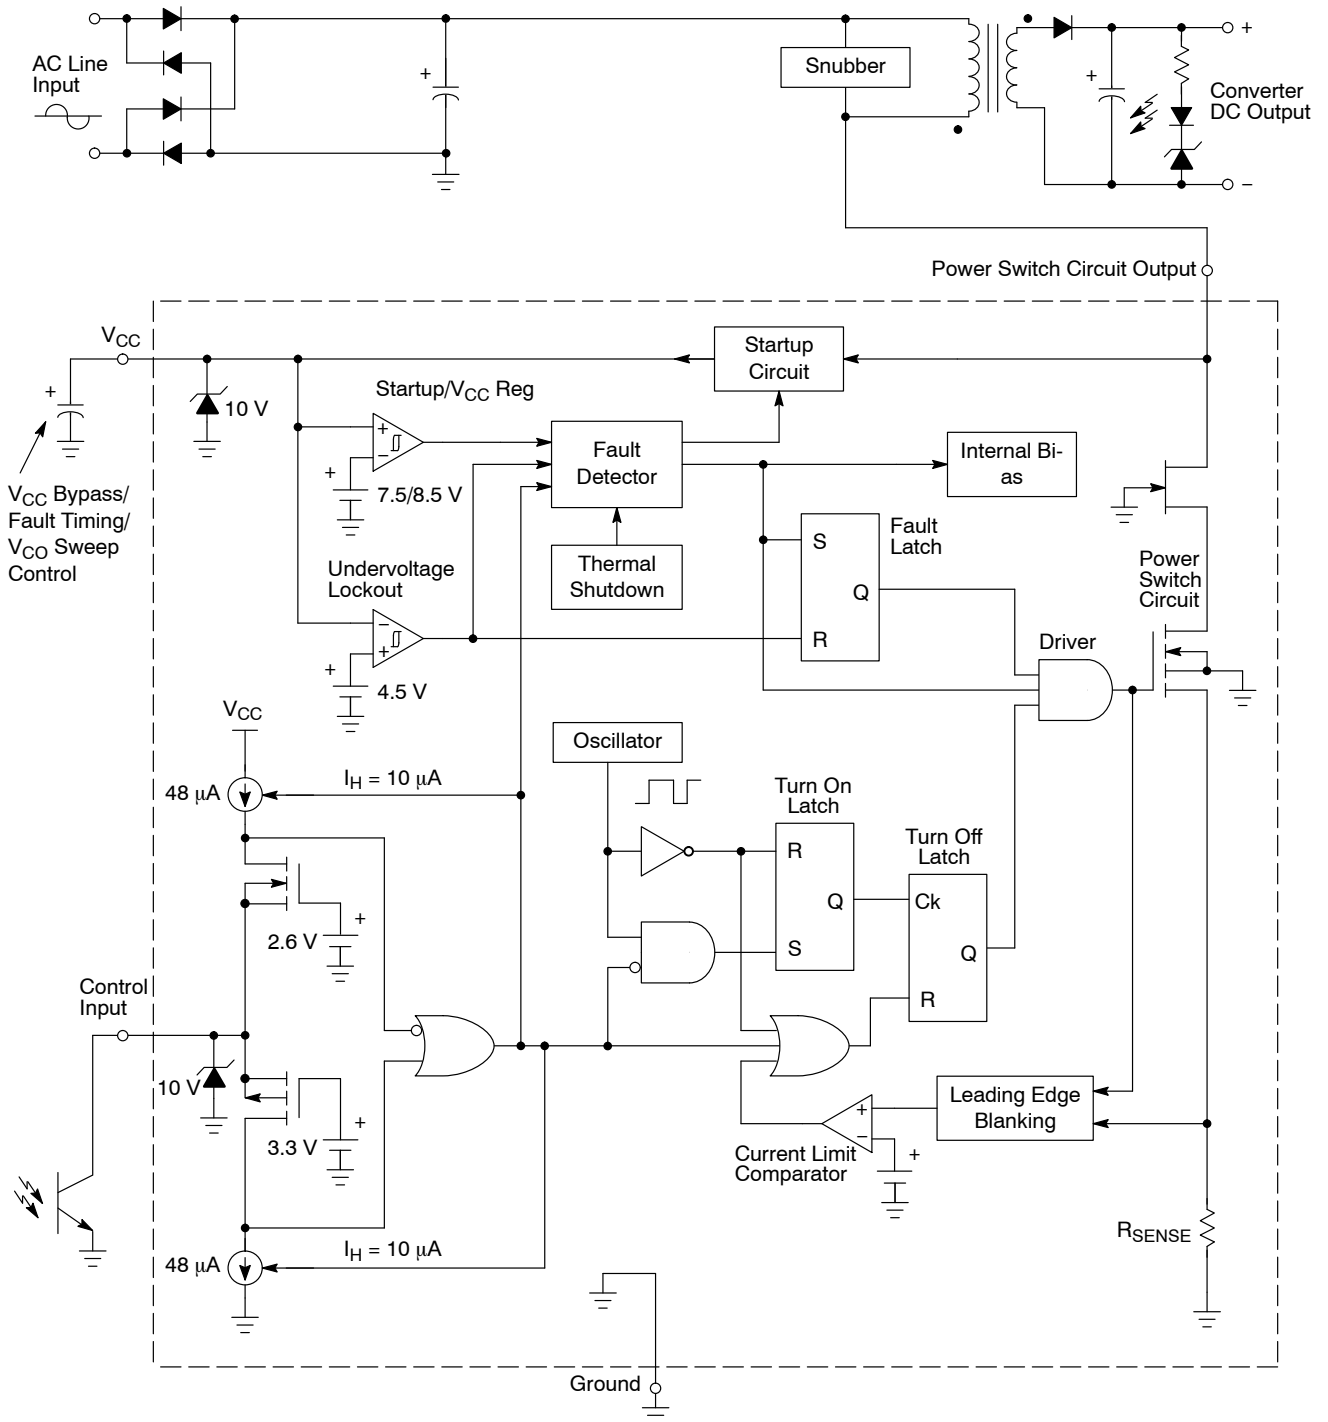 AC Line
Input
+
Snubber
+
+
Converter
DC Output
−
Power Switch Circuit Output
VCC
Startup
Circuit
+
10 V
Startup/VCC Reg
+
−
+
7.5/8.5 V
Fault
Detector
Internal Bi-
as
VCC Bypass/
Fault Timing/
VCO Sweep
Control
Thermal
Shutdown
Fault
Latch
S
Q
R
Power
Switch
Circuit
Undervoltage
Lockout
−
+
+
4.5 V
Driver
VCC
Oscillator
48 μA
IH = 10 μA
Turn On
Latch
R
Q
S
Turn Off
Latch
Ck
Q
R
+
2.6 V
Control
Input
10 V
+
3.3 V
Leading Edge
Blanking
+
−
+
Current Limit
Comparator
RSENSE
48 μA
IH = 10 μA
Ground